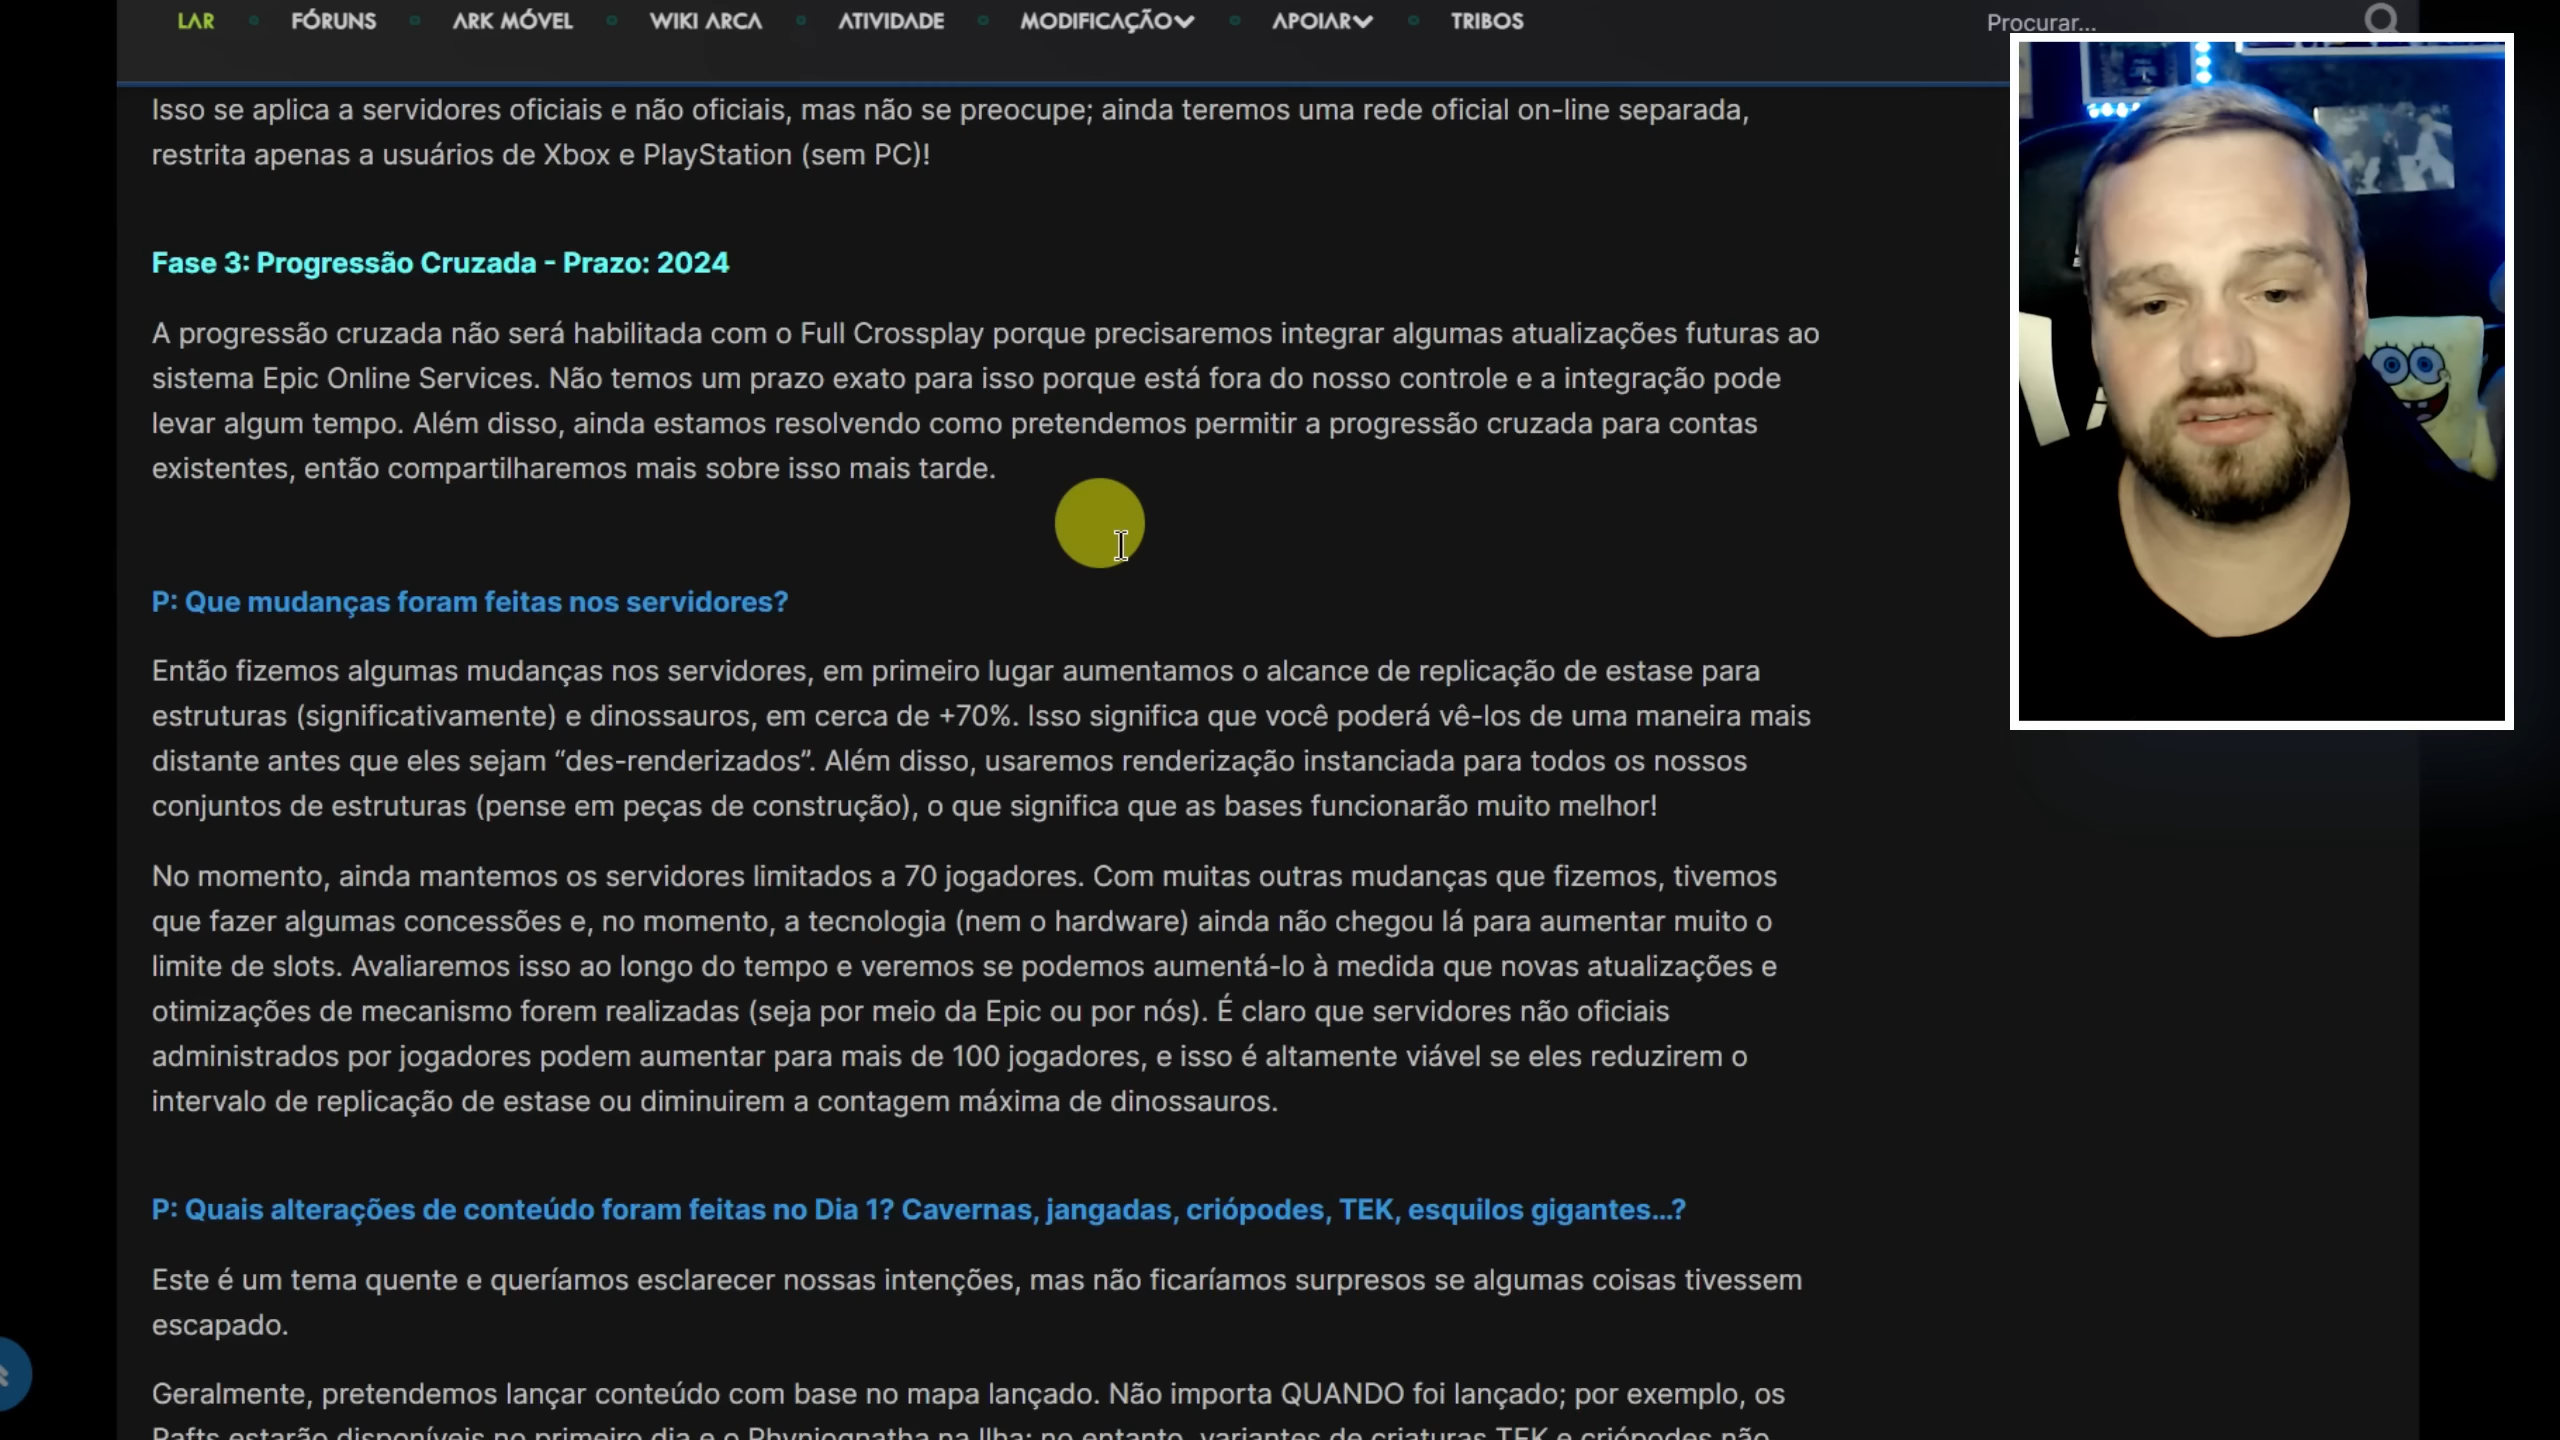 LAR FÓRUNS ARK MÓVEL WIKI ARCA ATIVIDADE MODIFICAÇÃO APOIAR TRIBOS Procurar...
Isso se aplica a servidores oficiais e não oficiais, mas não se preocupe; ainda teremos uma rede oficial on-line separada,
restrita apenas a usuários de Xbox e PlayStation (sem PC)!
Fase 3: Progressão Cruzada - Prazo: 2024
A progressão cruzada não será habilitada com o Full Crossplay porque precisaremos integrar algumas atualizações futuras ao
sistema Epic Online Services. Não temos um prazo exato para isso porque está fora do nosso controle e a integração pode
levar algum tempo. Além disso, ainda estamos resolvendo como pretendemos permitir a progressão cruzada para contas
existentes, então compartilharemos mais sobre isso mais tarde.
P: Que mudanças foram feitas nos servidores?
Então fizemos algumas mudanças nos servidores, em primeiro lugar aumentamos o alcance de replicação de estase para
estruturas (significativamente) e dinossauros, em cerca de +70%. Isso significa que você poderá vê-los de uma maneira mais
distante antes que eles sejam “des-renderizados”. Além disso, usaremos renderização instanciada para todos os nossos
conjuntos de estruturas (pense em peças de construção), o que significa que as bases funcionarão muito melhor!
No momento, ainda mantemos os servidores limitados a 70 jogadores. Com muitas outras mudanças que fizemos, tivemos
que fazer algumas concessões e, no momento, a tecnologia (nem o hardware) ainda não chegou lá para aumentar muito o
limite de slots. Avaliaremos isso ao longo do tempo e veremos se podemos aumentá-lo à medida que novas atualizações e
otimizações de mecanismo forem realizadas (seja por meio da Epic ou por nós). É claro que servidores não oficiais
administrados por jogadores podem aumentar para mais de 100 jogadores, e isso é altamente viável se eles reduzirem o
intervalo de replicação de estase ou diminuirem a contagem máxima de dinossauros.
P: Quais alterações de conteúdo foram feitas no Dia 1? Cavernas, jangadas, criópodes, TEK, esquilos gigantes...?
Este é um tema quente e queríamos esclarecer nossas intenções, mas não ficaríamos surpresos se algumas coisas tivessem
escapado.
Geralmente, pretendemos lançar conteúdo com base no mapa lançado. Não importa QUANDO foi lançado; por exemplo, os
Rafts estarão disponíveis no primeiro dia e o Rhyniognatha na Ilha; no entanto, variantes de criaturas TEK e criópodes não